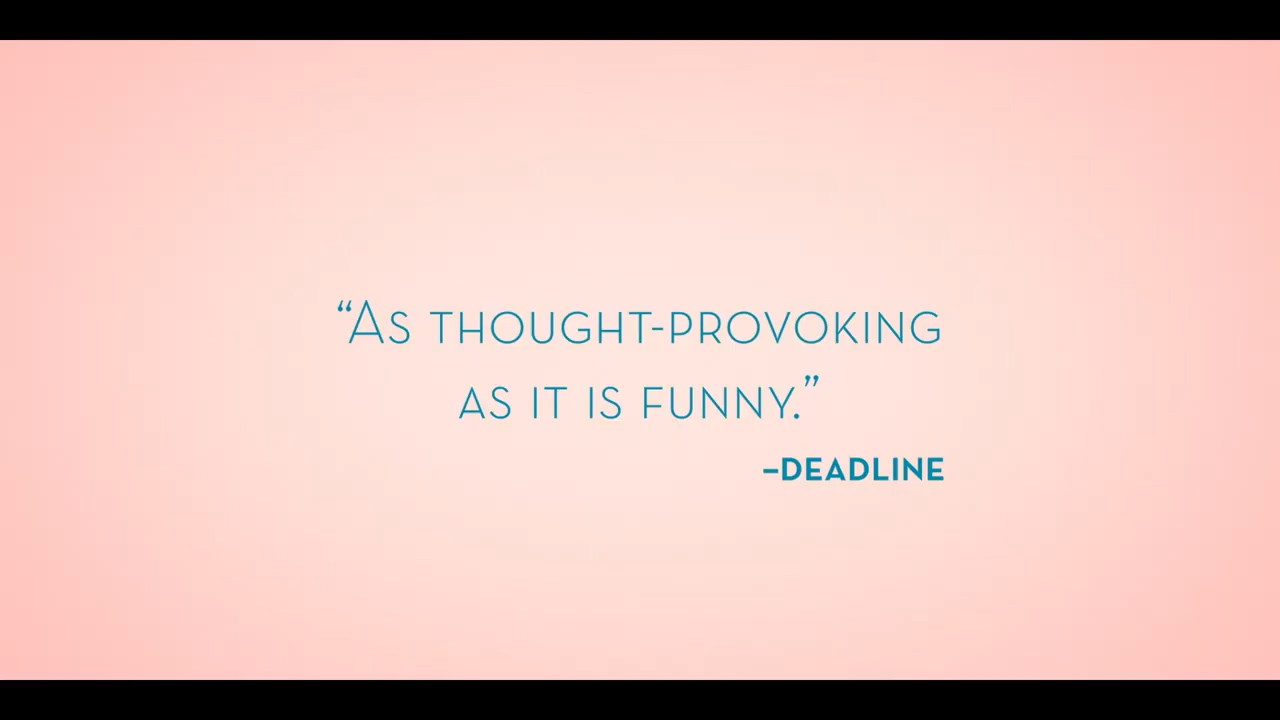 “As THOUGHT-PROVOKING
AS IT IS FUNNY.”
–DEADLINE